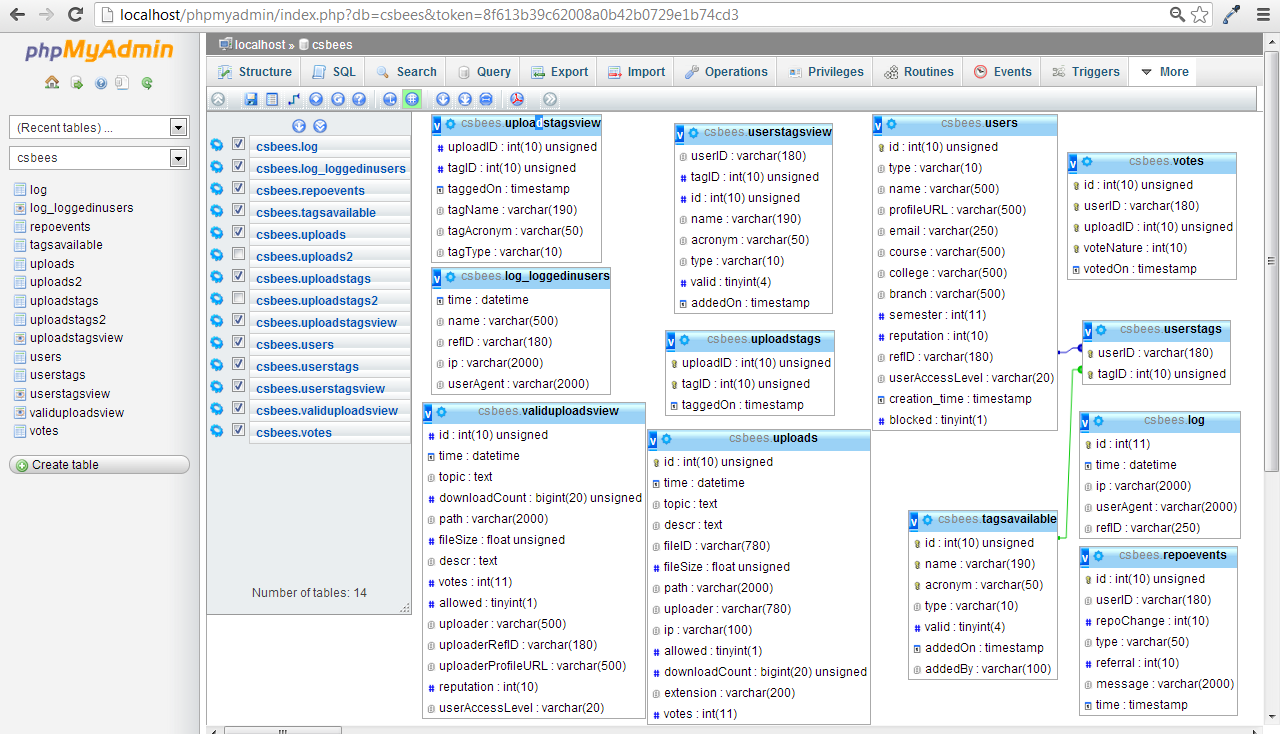 localhost/phpmyadmin/index.php?db=csbees&token=8f613b39c62008a0b42b0729e1b74cd3
phpMyAdmin
(Recent tables) ...
csbees
log
log_loggedinusers
repoevents
tagsavailable
uploads
uploads2
uploadstags
uploadstags2
uploadstagsview
users
userstags
userstagsview
validuploadsview
votes
Create table
localhost » csbees
Structure SQL Search Query Export Import Operations Privileges Routines Events Triggers More
csbees.log
csbees.log_loggedinusers
csbees.repoevents
csbees.tagsavailable
csbees.uploads
csbees.uploads2
csbees.uploadstags
csbees.uploadstags2
csbees.uploadstagsview
csbees.users
csbees.userstags
csbees.userstagsview
csbees.validuploadsview
csbees.votes
Number of tables: 14
v csbees.uploadstagsview
uploadID : int(10) unsigned
tagID : int(10) unsigned
taggedOn : timestamp
tagName : varchar(190)
tagAcronym : varchar(50)
tagType : varchar(10)
v csbees.log_loggedinusers
time : datetime
name : varchar(500)
refID : varchar(180)
ip : varchar(2000)
userAgent : varchar(2000)
v csbees.validuploadsview
id : int(10) unsigned
time : datetime
topic : text
downloadCount : bigint(20) unsigned
path : varchar(2000)
fileSize : float unsigned
descr : text
votes : int(11)
allowed : tinyint(1)
uploader : varchar(500)
uploaderRefID : varchar(180)
uploaderProfileURL : varchar(500)
reputation : int(10)
userAccessLevel : varchar(20)
v csbees.userstagsview
userID : varchar(180)
tagID : int(10) unsigned
id : int(10) unsigned
name : varchar(190)
acronym : varchar(50)
type : varchar(10)
valid : tinyint(4)
addedOn : timestamp
v csbees.uploadstags
uploadID : int(10) unsigned
tagID : int(10) unsigned
taggedOn : timestamp
v csbees.uploads
id : int(10) unsigned
time : datetime
topic : text
descr : text
fileID : varchar(780)
fileSize : float unsigned
path : varchar(2000)
uploader : varchar(780)
ip : varchar(100)
allowed : tinyint(1)
downloadCount : bigint(20) unsigned
extension : varchar(200)
votes : int(11)
v csbees.users
id : int(10) unsigned
type : varchar(10)
name : varchar(500)
profileURL : varchar(500)
email : varchar(250)
course : varchar(500)
college : varchar(500)
branch : varchar(500)
semester : int(11)
reputation : int(10)
refID : varchar(180)
userAccessLevel : varchar(20)
creation_time : timestamp
blocked : tinyint(1)
v csbees.tagsavailable
id : int(10) unsigned
name : varchar(190)
acronym : varchar(50)
type : varchar(10)
valid : tinyint(4)
addedOn : timestamp
addedBy : varchar(100)
v csbees.votes
id : int(10) unsigned
userID : varchar(180)
uploadID : int(10) unsigned
voteNature : int(10)
votedOn : timestamp
v csbees.userstags
userID : varchar(180)
tagID : int(10) unsigned
v csbees.log
id : int(11)
time : datetime
ip : varchar(2000)
userAgent : varchar(2000)
refID : varchar(250)
v csbees.repoevents
id : int(10) unsigned
userID : varchar(180)
repoChange : int(10)
type : varchar(50)
referral : int(10)
message : varchar(2000)
time : timestamp